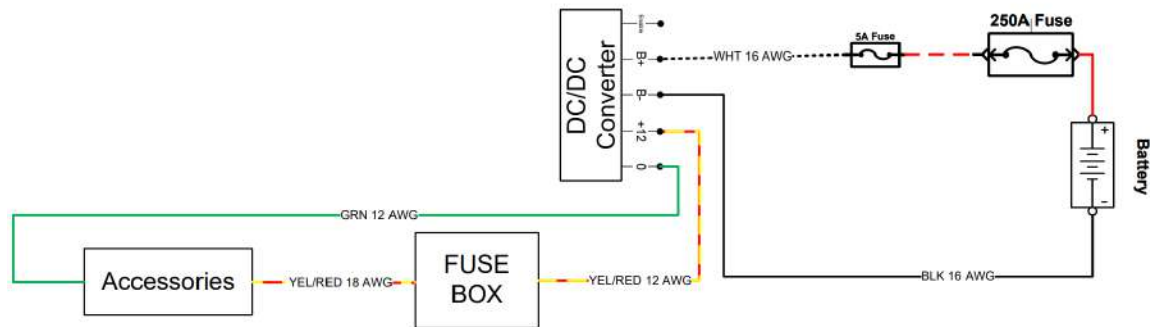 250A Fuse
5A Fuse
Enable
B+
WHT 16 AWG
B-
DC/DC
Converter
+12
0
+
Battery
-
GRN 12 AWG
BLK 16 AWG
Accessories
YEL/RED 18 AWG
FUSE
BOX
YEL/RED 12 AWG